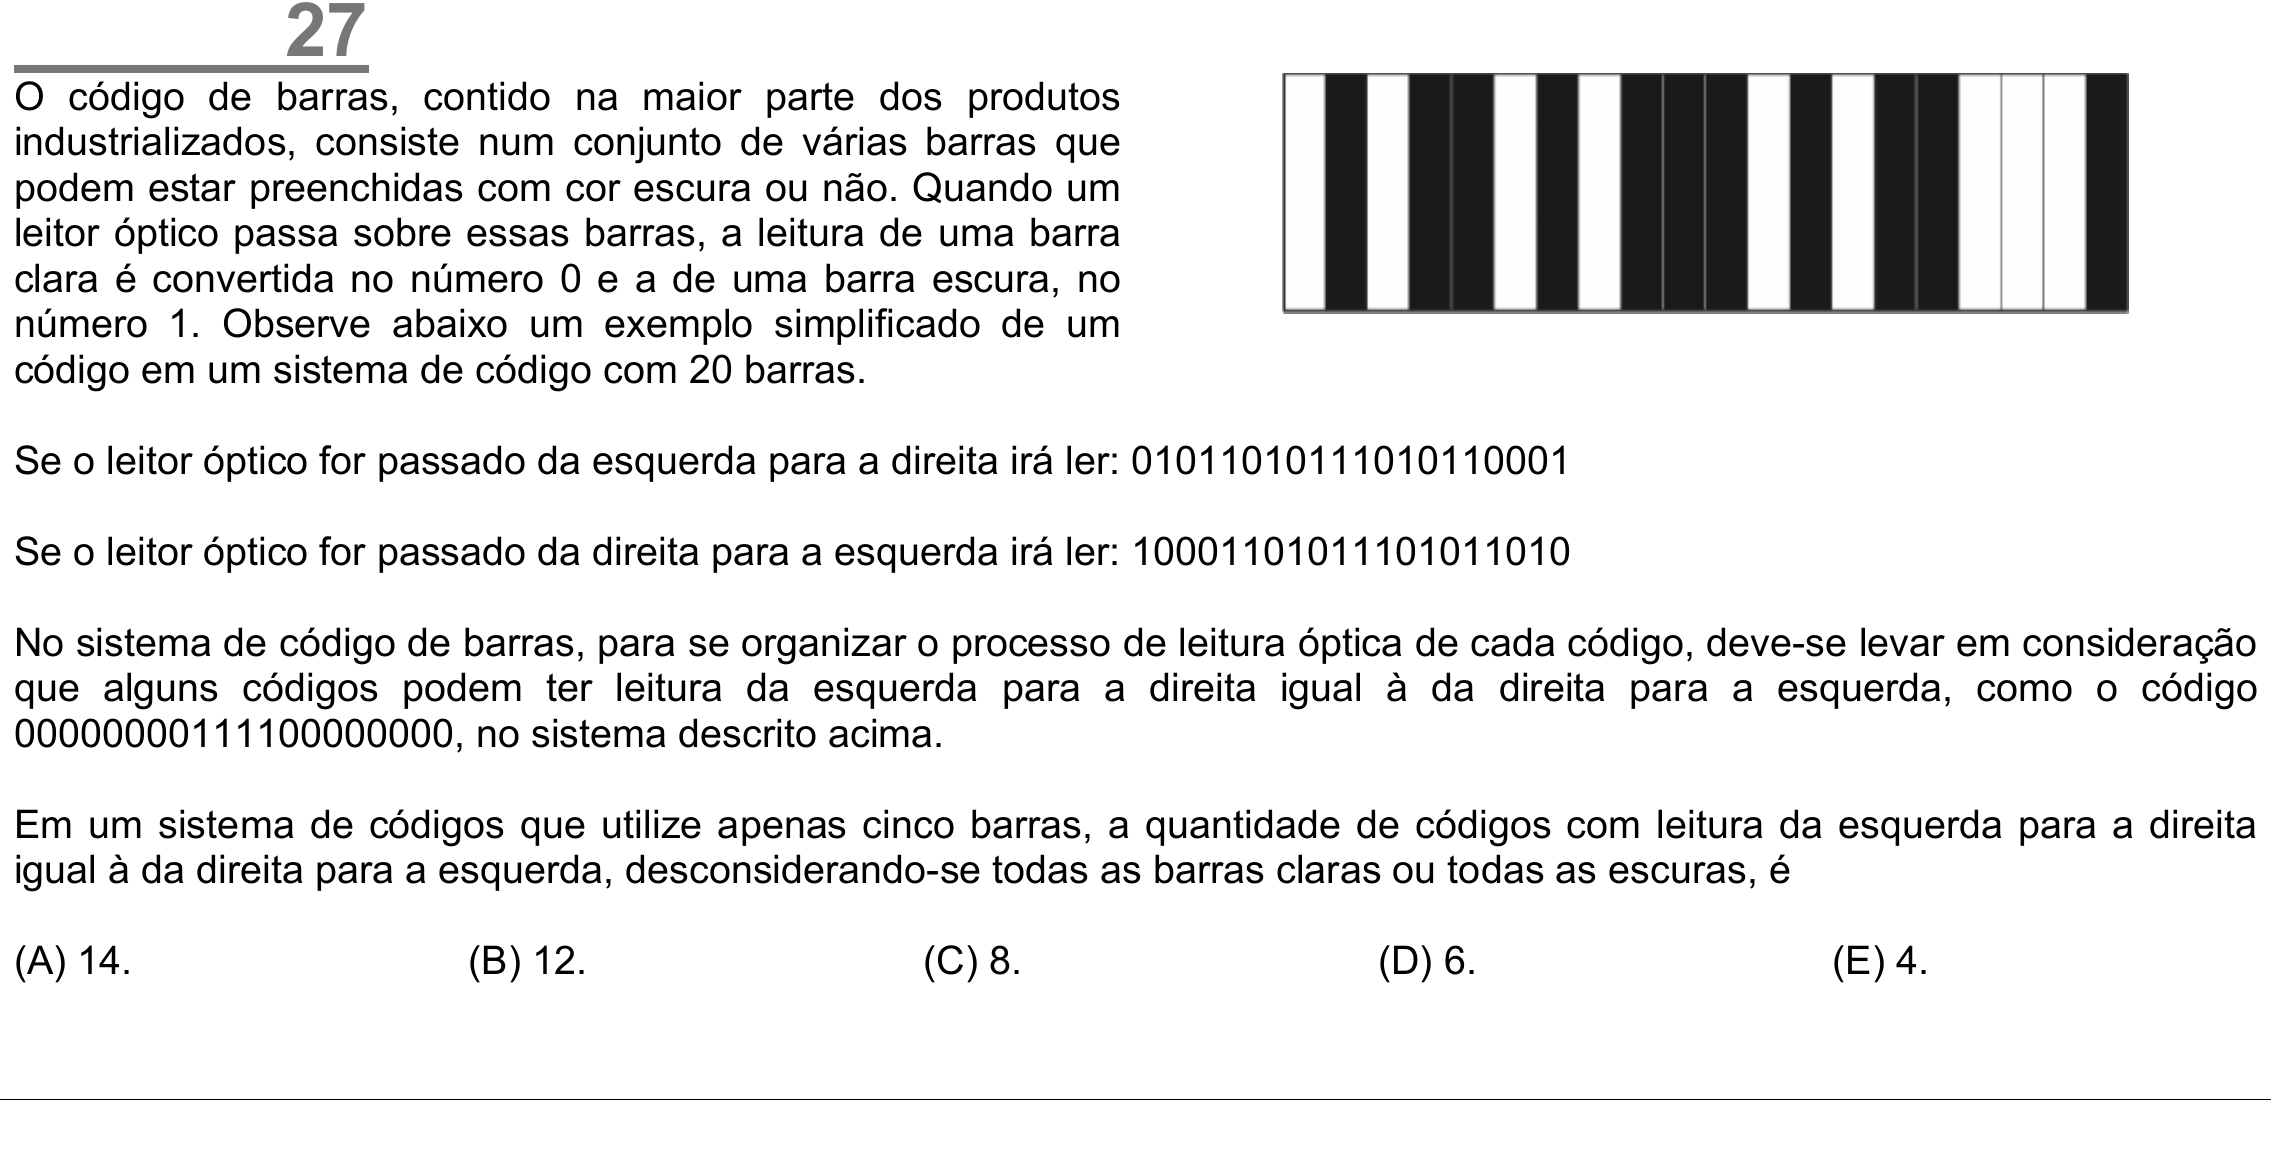 27
O código de barras, contido na maior parte dos produtos
industrializados, consiste num conjunto de várias barras que
podem estar preenchidas com cor escura ou não. Quando um
leitor óptico passa sobre essas barras, a leitura de uma barra
clara é convertida no número 0 e a de uma barra escura, no
número 1. Observe abaixo um exemplo simplificado de um
código em um sistema de código com 20 barras.
Se o leitor óptico for passado da esquerda para a direita irá ler: 01011010111010110001
Se o leitor óptico for passado da direita para a esquerda irá ler: 10001101011101011010
No sistema de código de barras, para se organizar o processo de leitura óptica de cada código, deve-se levar em consideração
que alguns códigos podem ter leitura da esquerda para a direita igual à da direita para a esquerda, como o código
00000000111100000000, no sistema descrito acima.
Em um sistema de códigos que utilize apenas cinco barras, a quantidade de códigos com leitura da esquerda para a direita
igual à da direita para a esquerda, desconsiderando-se todas as barras claras ou todas as escuras, é
(A) 14. (B) 12. (C) 8. (D) 6. (E) 4.